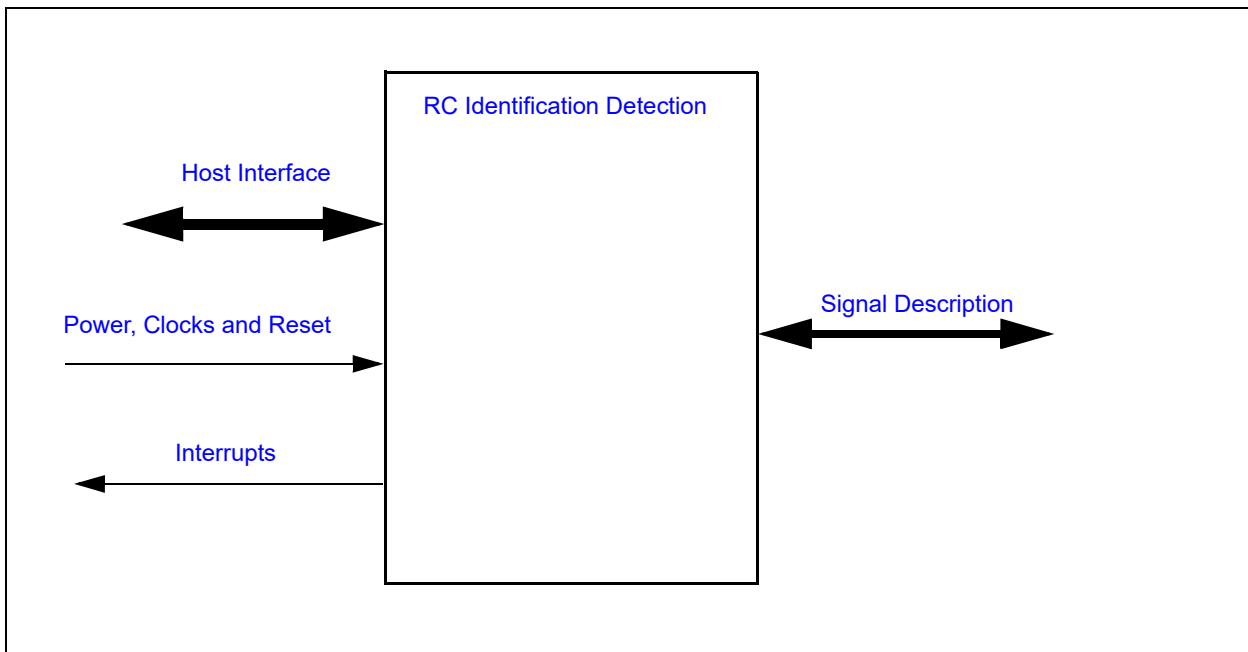 RC Identification Detection
Host Interface
Signal Description
Power, Clocks and Reset
Interrupts